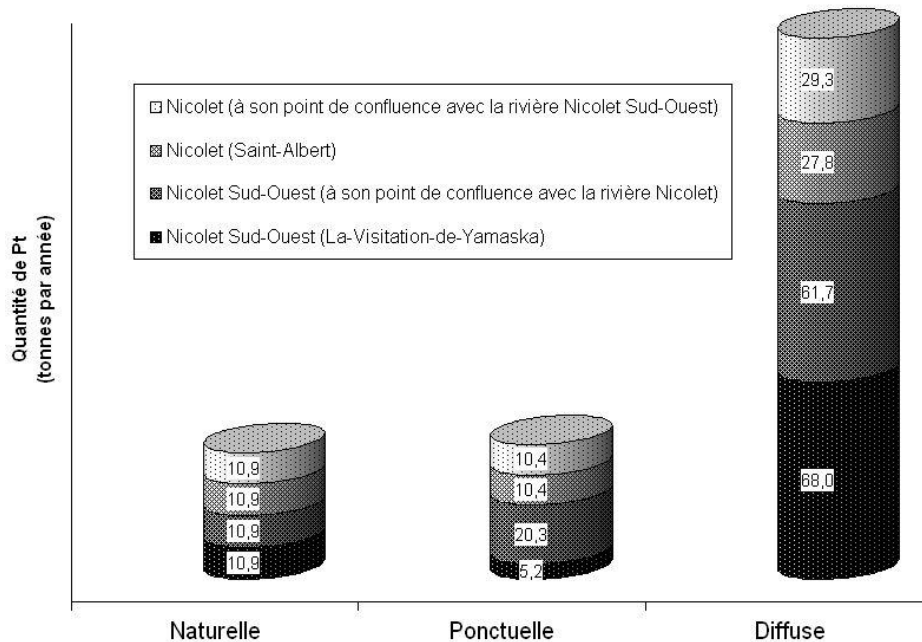 Quantité de Pt
(tonnes par année)
Nicolet (à son point de confluence avec la rivière Nicolet Sud-Ouest)
Nicolet (Saint-Albert)
Nicolet Sud-Ouest (à son point de confluence avec la rivière Nicolet)
Nicolet Sud-Ouest (La-Visitation-de-Yamaska)
10,9
10,9
10,9
10,9
10,4
10,4
20,3
5,2
29,3
27,8
61,7
68,0
Naturelle
Ponctuelle
Diffuse